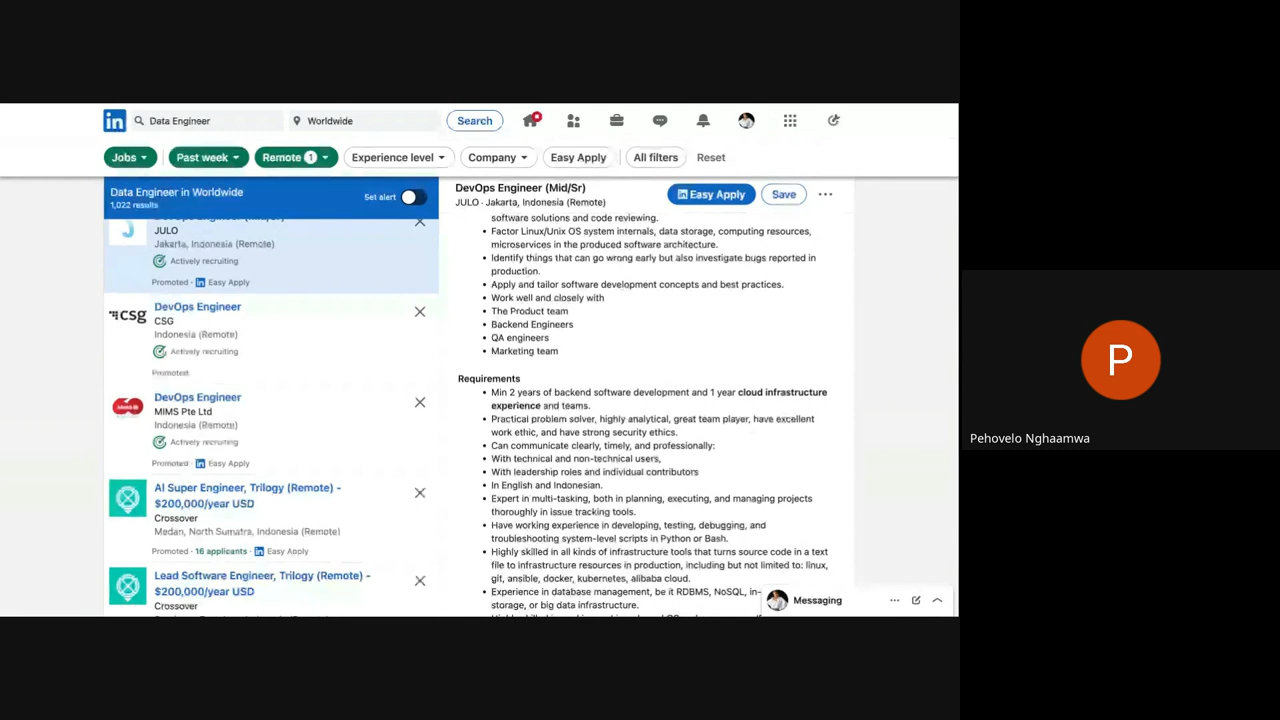 Data Engineer
Worldwide
Search
Jobs
Past week
Remote 1
Experience level
Company
Easy Apply
All filters
Reset
Data Engineer in Worldwide
1,022 results
Set alert
JULO
Jakarta, Indonesia (Remote)
Actively recruiting
Promoted · in Easy Apply
DevOps Engineer
CSG
CSG
Indonesia (Remote)
Actively recruiting
Promoted
DevOps Engineer
MIMS Pte Ltd
Indonesia (Remote)
Actively recruiting
Promoted · in Easy Apply
AI Super Engineer, Trilogy (Remote) -
$200,000/year USD
Crossover
Medan, North Sumatra, Indonesia (Remote)
Promoted · 16 applicants · in Easy Apply
Lead Software Engineer, Trilogy (Remote) -
$200,000/year USD
Crossover
DevOps Engineer (Mid/Sr)
JULO · Jakarta, Indonesia (Remote)
in Easy Apply
Save
software solutions and code reviewing.
• Factor Linux/Unix OS system internals, data storage, computing resources,
microservices in the produced software architecture.
• Identify things that can go wrong early but also investigate bugs reported in
production.
• Apply and tailor software development concepts and best practices.
• Work well and closely with
• The Product team
• Backend Engineers
• QA engineers
• Marketing team
Requirements
• Min 2 years of backend software development and 1 year cloud infrastructure
experience and teams.
• Practical problem solver, highly analytical, great team player, have excellent
work ethic, and have strong security ethics.
• Can communicate clearly, timely, and professionally:
• With technical and non-technical users,
• With leadership roles and individual contributors
• In English and Indonesian.
• Expert in multi-tasking, both in planning, executing, and managing projects
thoroughly in issue tracking tools.
• Have working experience in developing, testing, debugging, and
troubleshooting system-level scripts in Python or Bash.
• Highly skilled in all kinds of infrastructure tools that turns source code in a text
file to infrastructure resources in production, including but not limited to: linux,
git, ansible, docker, kubernetes, alibaba cloud.
• Experience in database management, be it RDBMS, NoSQL, in-
storage, or big data infrastructure.
Messaging
P
Pehovelo Nghaamwa